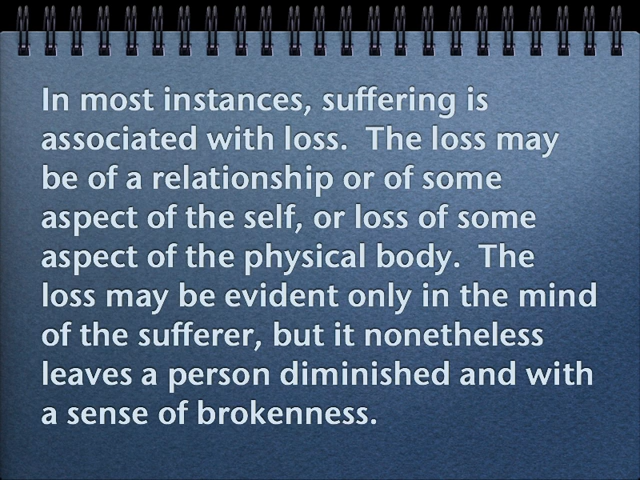 In most instances, suffering is
associated with loss.  The loss may
be of a relationship or of some
aspect of the self, or loss of some
aspect of the physical body.  The
loss may be evident only in the mind
of the sufferer, but it nonetheless
leaves a person diminished and with
a sense of brokenness.